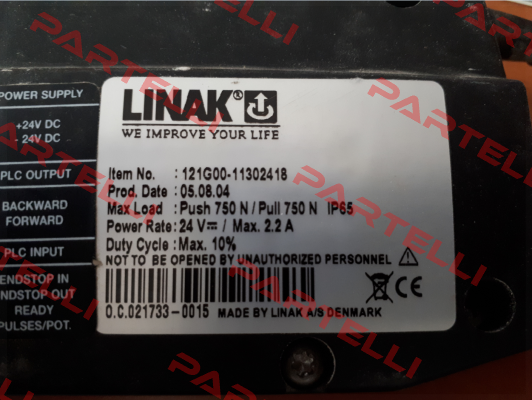 POWER SUPPLY
+24V DC
- 24V DC
PLC OUTPUT
BACKWARD
FORWARD
PLC INPUT
ENDSTOP IN
ENDSTOP OUT
READY
PULSES/POT.
LINAK®
WE IMPROVE YOUR LIFE
Item No. : 121G00-11302418
Prod. Date : 05.08.04
Max Load : Push 750 N / Pull 750 N IP65
Power Rate : 24 V / Max. 2.2 A
Duty Cycle : Max. 10%
NOT TO BE OPENED BY UNAUTHORIZED PERSONNEL
CE
O.C.021733-0015 MADE BY LINAK A/S DENMARK
PARTELLI
PARTELLI
PARTELLI
PARTELLI
PARTELLI
PARTELLI